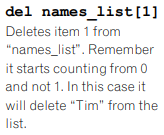 del names_list[1]
Deletes item 1 from
“names_list”. Remember
it starts counting from 0
and not 1. In this case it
will delete “Tim” from the
list.